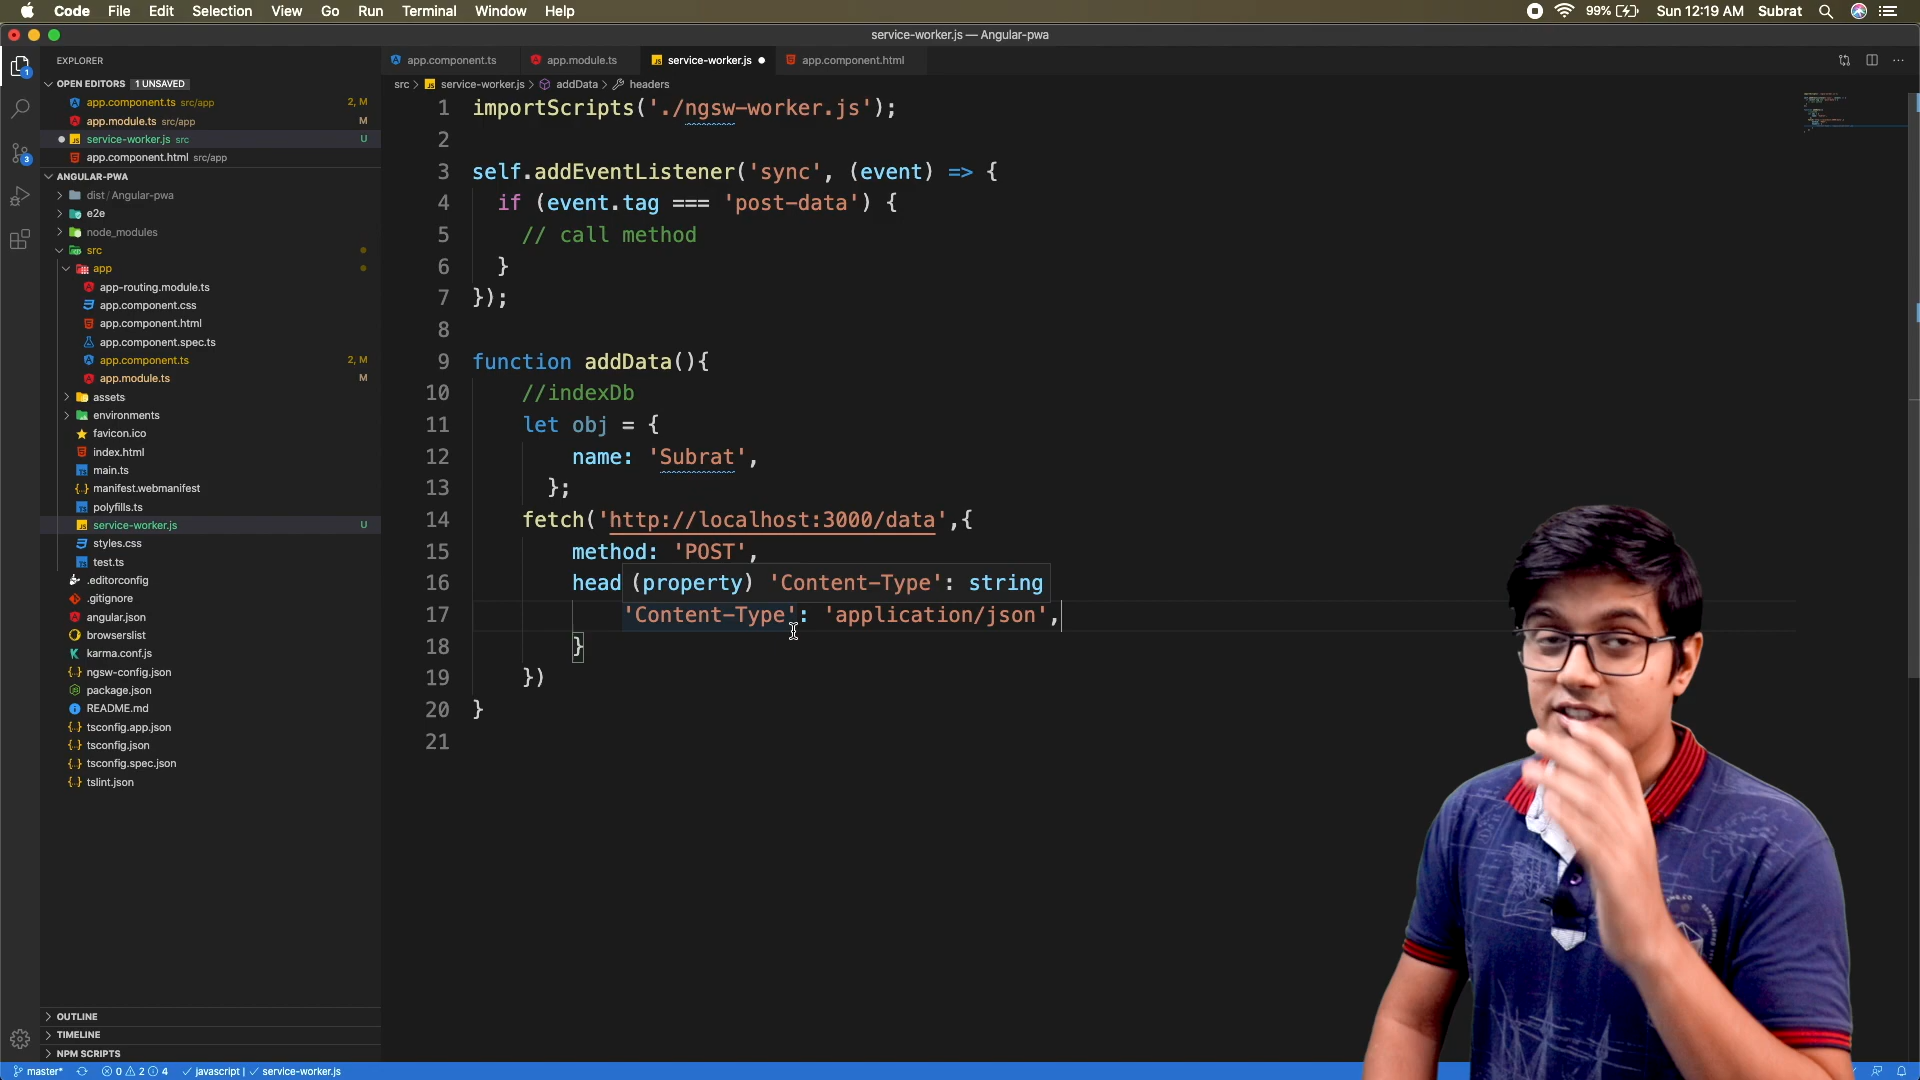 Code File Edit Selection View Go Run Terminal Window Help 99% Sun 12:19 AM Subrat
service-worker.js — Angular-pwa
EXPLORER
OPEN EDITORS 1 UNSAVED
app.component.ts src/app 2, M
app.module.ts src/app M
service-worker.js src U
app.component.html src/app
ANGULAR-PWA
dist / Angular-pwa
e2e
node_modules
src
app
app-routing.module.ts
app.component.css
app.component.html
app.component.spec.ts
app.component.ts 2, M
app.module.ts M
assets
environments
favicon.ico
index.html
main.ts
manifest.webmanifest
polyfills.ts
service-worker.js U
styles.css
test.ts
.editorconfig
.gitignore
angular.json
browserslist
karma.conf.js
ngsw-config.json
package.json
README.md
tsconfig.app.json
tsconfig.json
tsconfig.spec.json
tslint.json
OUTLINE
TIMELINE
NPM SCRIPTS
1
3
app.component.ts app.module.ts service-worker.js app.component.html
src > service-worker.js > addData > headers
1 importScripts('./ngsw-worker.js');
2
3 self.addEventListener('sync', (event) => {
4 if (event.tag === 'post-data') {
5 // call method
6 }
7 });
8
9 function addData(){
10 //indexDb
11 let obj = {
12 name: 'Subrat',
13 };
14 fetch('http://localhost:3000/data',{
15 method: 'POST',
16 head (property) 'Content-Type': string
17 'Content-Type': 'application/json',
18 }
19 })
20 }
21
master* 0 2 4 javascript | service-worker.js